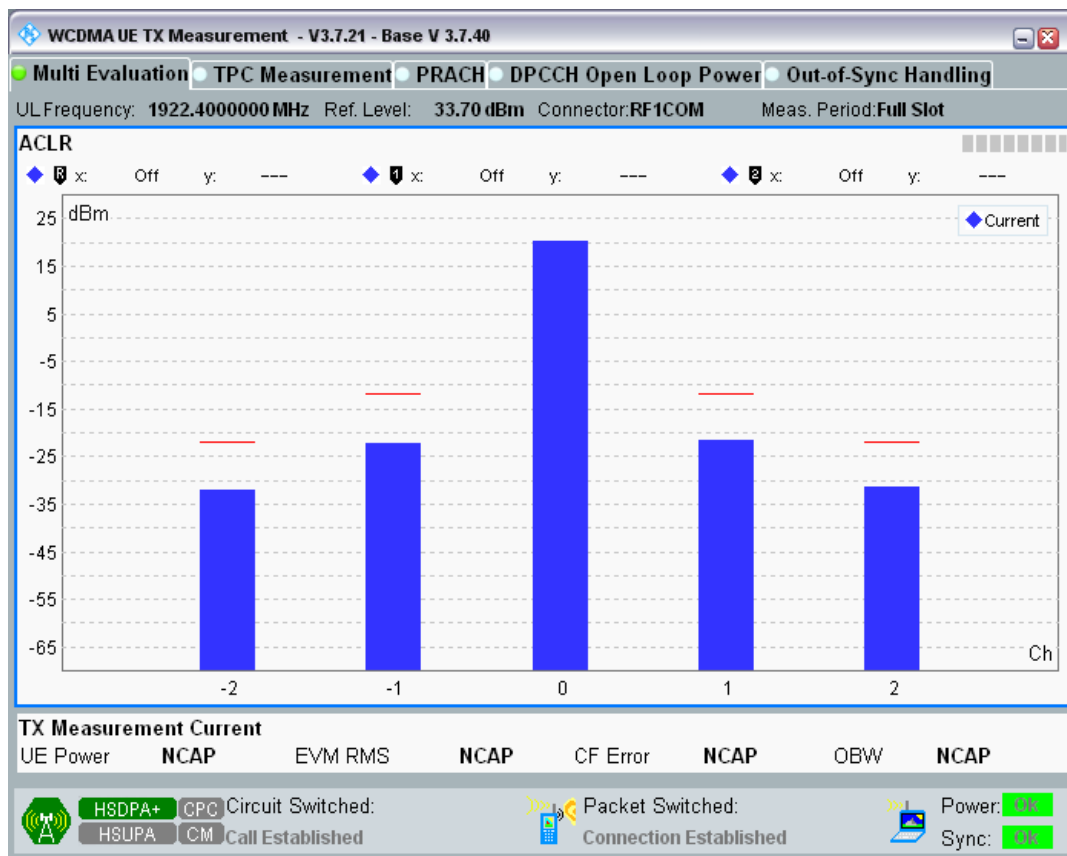 WCDMA UE TX Measurement - V3.7.21 - Base V 3.7.40
Multi Evaluation TPC Measurement PRACH DPCCH Open Loop Power Out-of-Sync Handling
UL Frequency: 1922.4000000 MHz Ref. Level: 33.70 dBm Connector:RF1COM Meas. Period:Full Slot
ACLR
R x: Off y: --- 1 x: Off y: --- 2 x: Off y: ---
dBm
Current
25
15
5
-5
-15
-25
-35
-45
-55
-65
Ch
-2 -1 0 1 2
TX Measurement Current
UE Power NCAP EVM RMS NCAP CF Error NCAP OBW NCAP
HSDPA+ CPC Circuit Switched: Packet Switched: Power: Ok
HSUPA CM Call Established Connection Established Sync: Ok